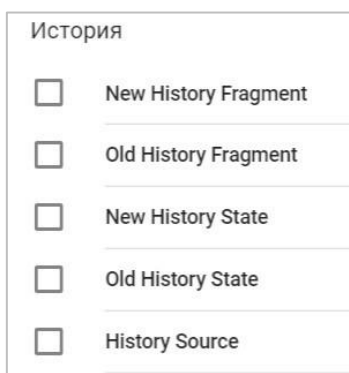 История
New History Fragment
Old History Fragment
New History State
Old History State
History Source